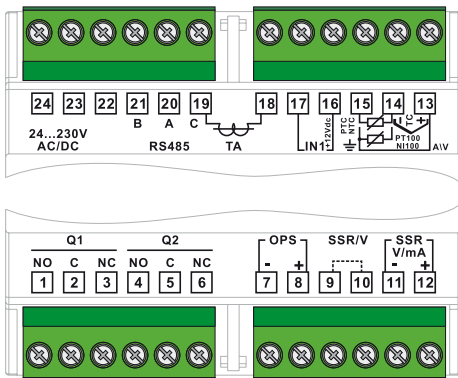 24 23 22 21 20 19 18 17 16 15 14 13
B A C
24...230V
AC/DC
RS485 TA IN1 +12Vdc PTC NTC - TC +
PT100
NI100
A\V
Q1 Q2 OPS SSR/V SSR
V/mA
NO C NC NO C NC - + - +
1 2 3 4 5 6 7 8 9 10 11 12